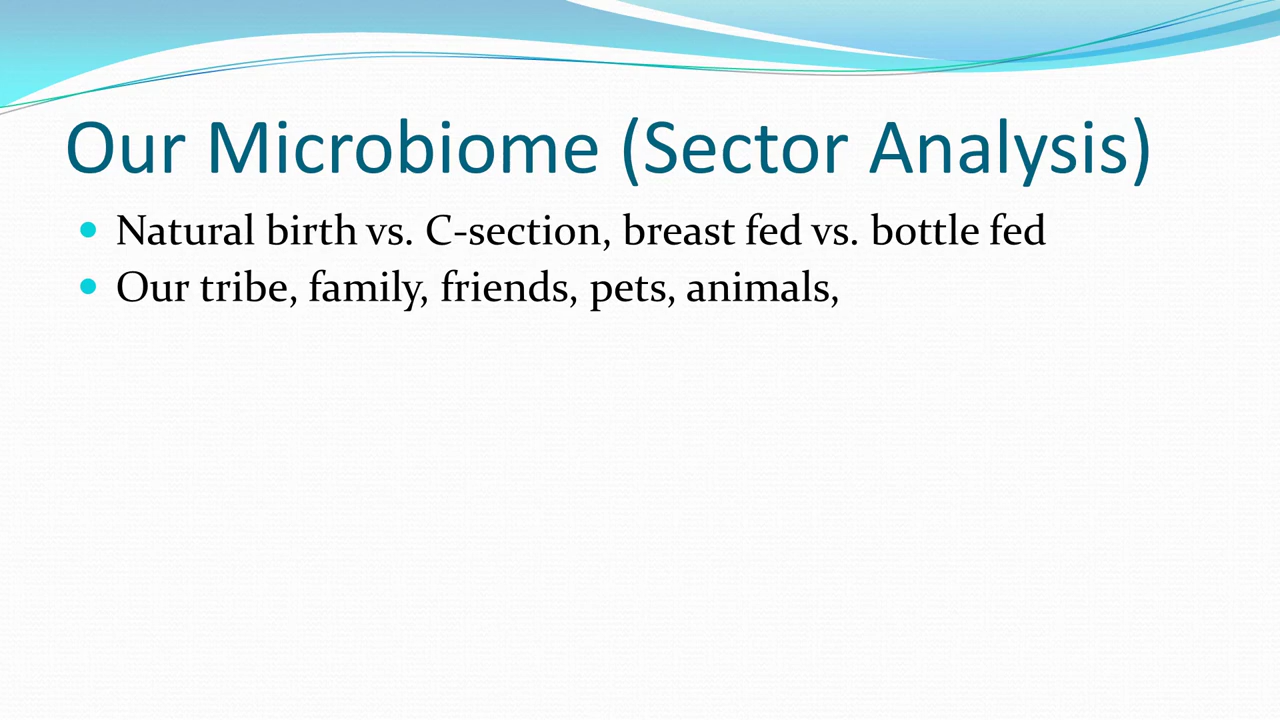 Our Microbiome (Sector Analysis)
Natural birth vs. C-section, breast fed vs. bottle fed
Our tribe, family, friends, pets, animals,